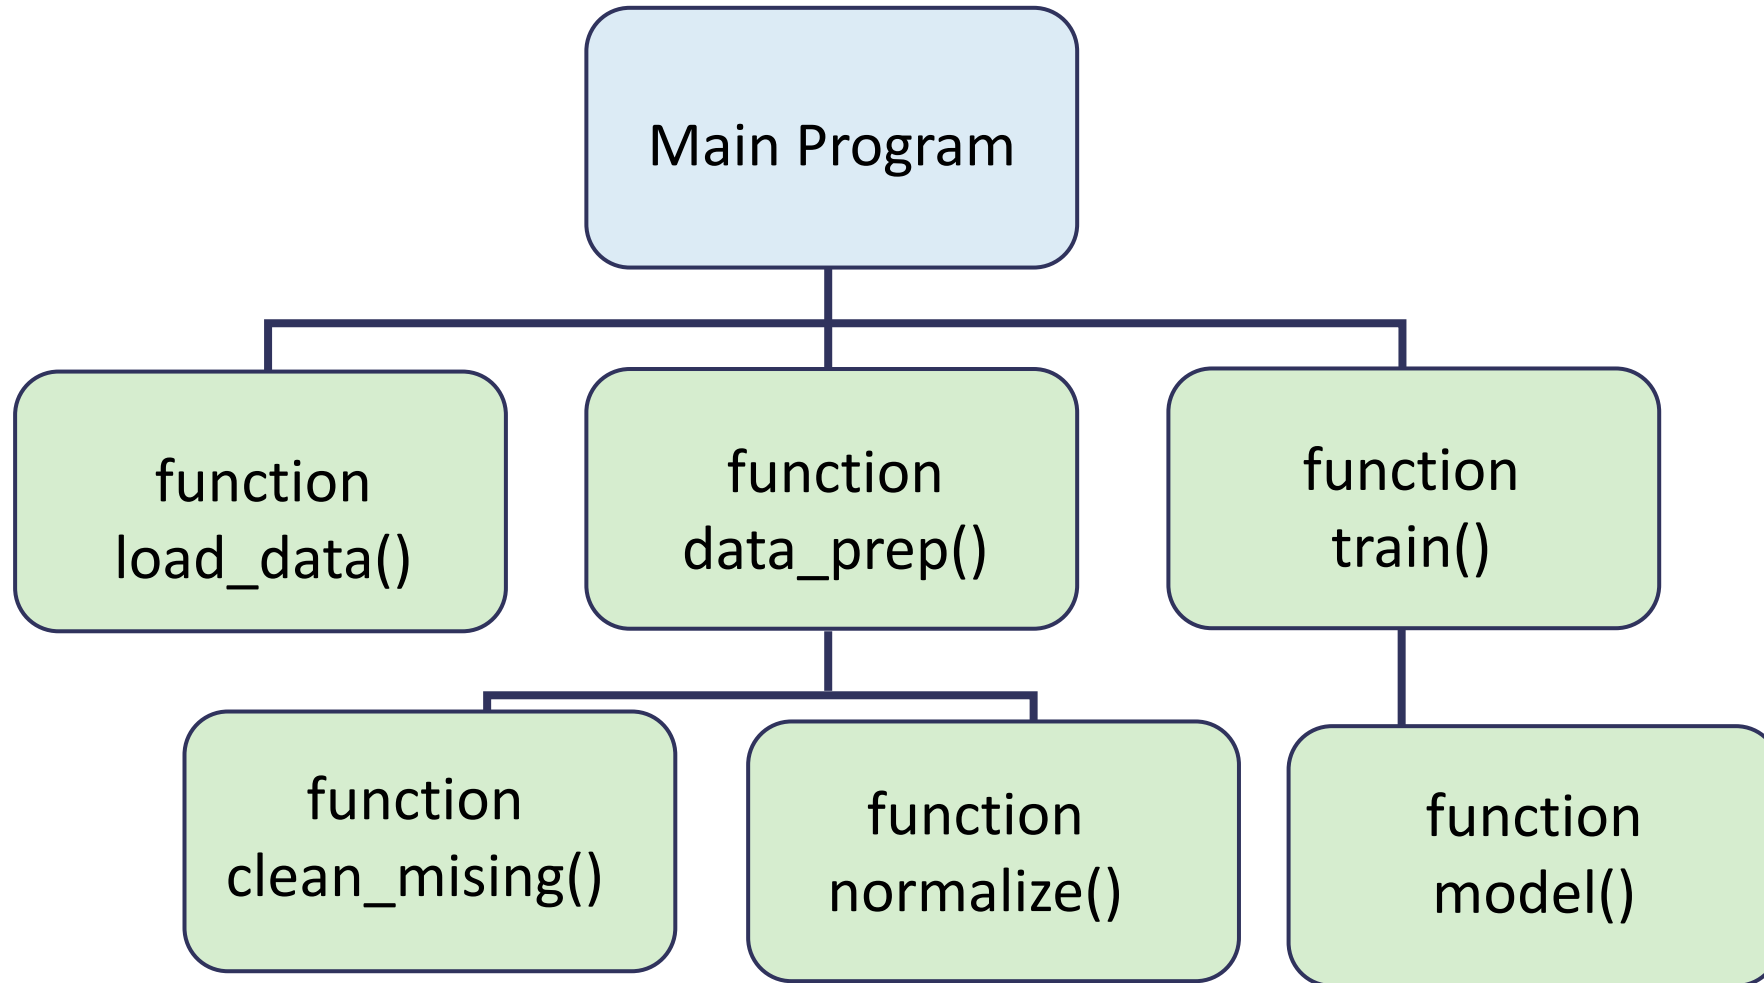 Main Program
function
load_data()
function
data_prep()
function
train()
function
clean_mising()
function
normalize()
function
model()